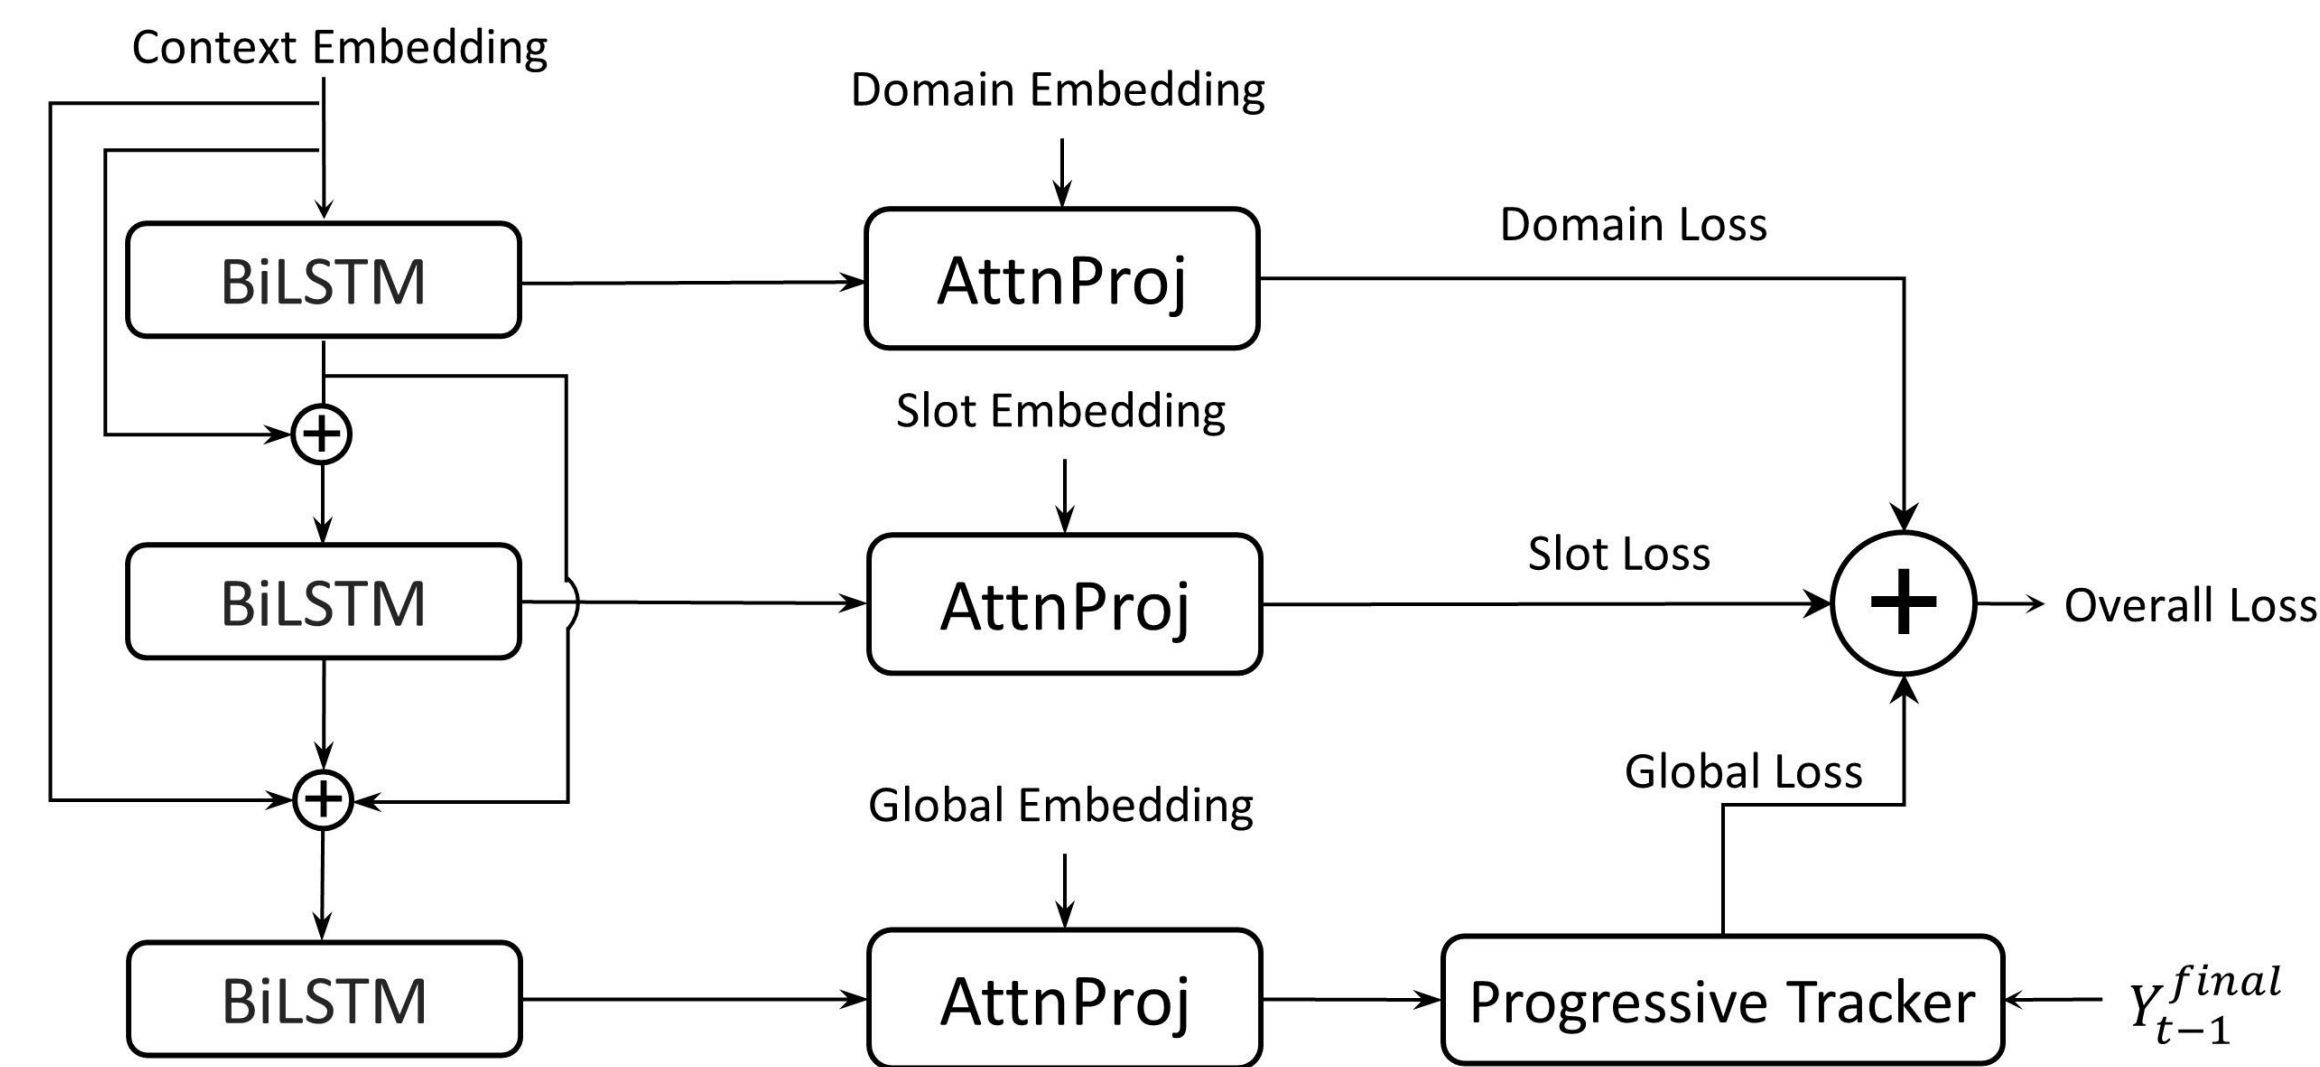 Context Embedding
Domain Embedding
BiLSTM
AttnProj
Domain Loss
+
Slot Embedding
BiLSTM
AttnProj
Slot Loss
+
Overall Loss
+
Global Embedding
Global Loss
BiLSTM
AttnProj
Progressive Tracker
Y_{t−1}^{final}